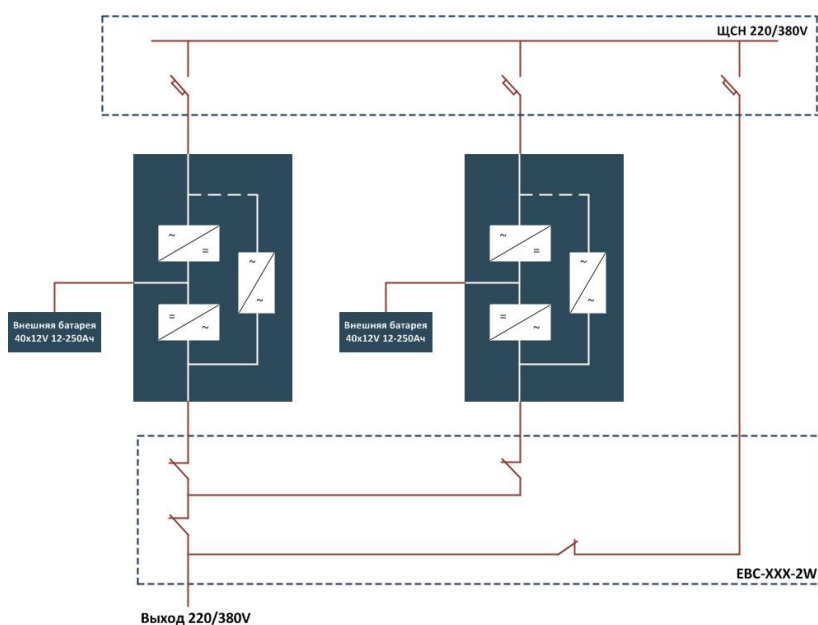 ЩСН 220/380V
~
=
~
~
=
~
~
=
~
~
=
~
Внешняя батарея
40x12V 12-250Ач
Внешняя батарея
40x12V 12-250Ач
EBC-XXX-2W
Выход 220/380V